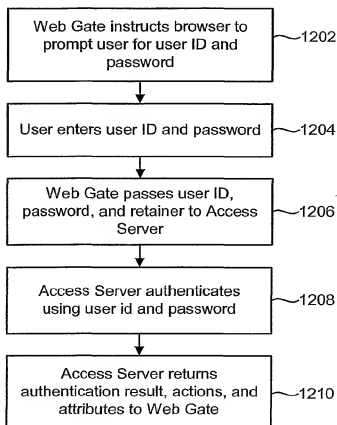 Web Gate instructs browser to
prompt user for user ID and
password
1202
User enters user ID and password
1204
Web Gate passes user ID,
password, and retainer to Access
Server
1206
Access Server authenticates
using user id and password
1208
Access Server returns
authentication result, actions, and
attributes to Web Gate
1210